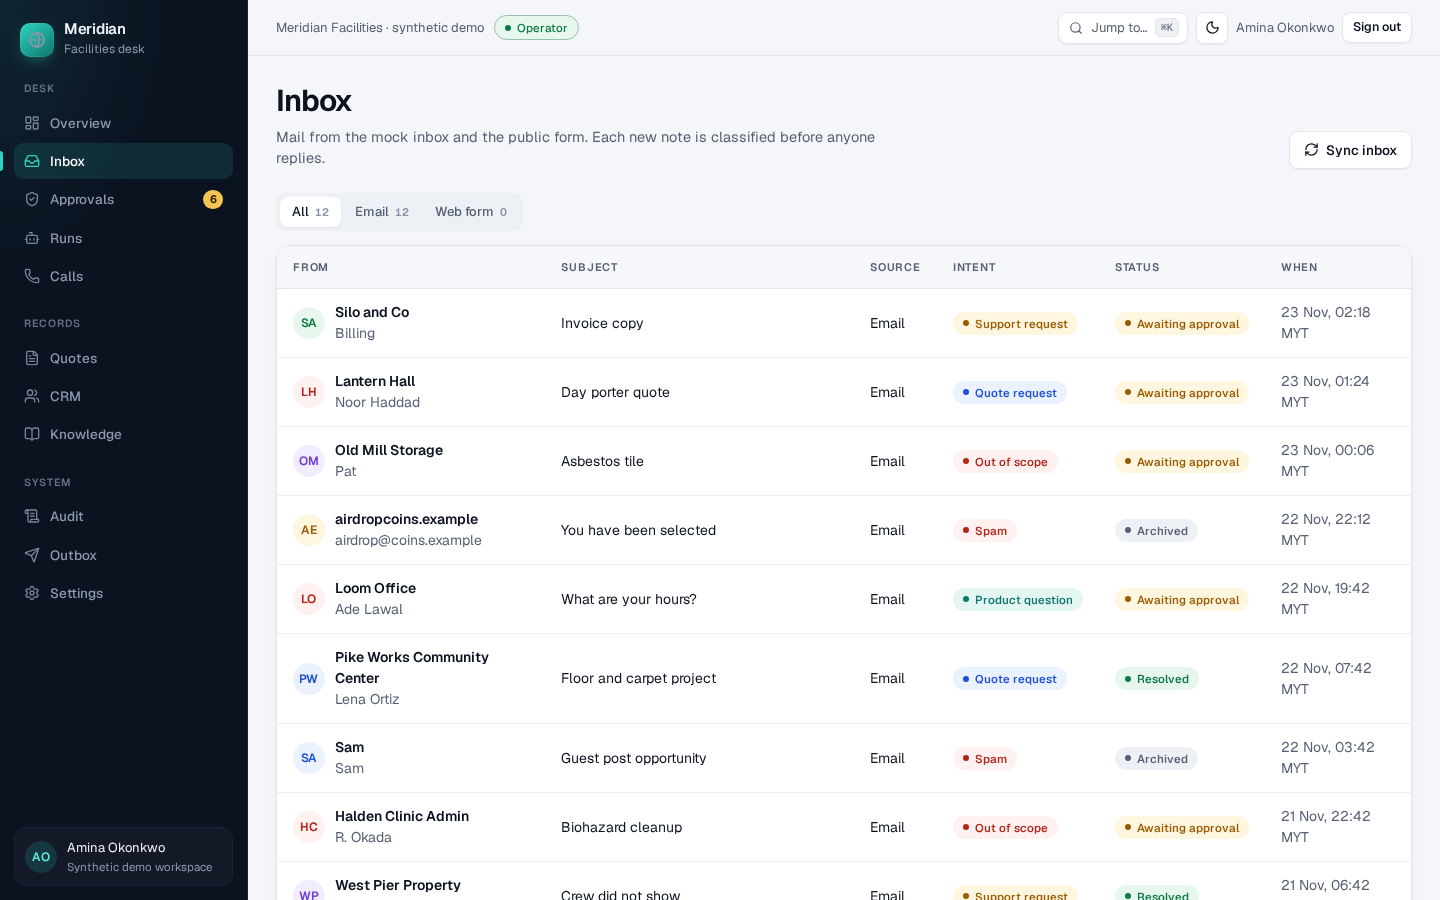 Meridian
Facilities desk
DESK
Overview
Inbox
Approvals 6
Runs
Calls
RECORDS
Quotes
CRM
Knowledge
SYSTEM
Audit
Outbox
Settings
AO
Amina Okonkwo
Synthetic demo workspace
Meridian Facilities · synthetic demo Operator Jump to... ⌘K Amina Okonkwo Sign out
Inbox
Mail from the mock inbox and the public form. Each new note is classified before anyone
replies.
Sync inbox
All 12 Email 12 Web form 0
FROM SUBJECT SOURCE INTENT STATUS WHEN
SA Silo and Co
Billing
Invoice copy Email Support request Awaiting approval 23 Nov, 02:18
MYT
LH Lantern Hall
Noor Haddad
Day porter quote Email Quote request Awaiting approval 23 Nov, 01:24
MYT
OM Old Mill Storage
Pat
Asbestos tile Email Out of scope Awaiting approval 23 Nov, 00:06
MYT
AE airdropcoins.example
airdrop@coins.example
You have been selected Email Spam Archived 22 Nov, 22:12
MYT
LO Loom Office
Ade Lawal
What are your hours? Email Product question Awaiting approval 22 Nov, 19:42
MYT
PW Pike Works Community
Center
Lena Ortiz
Floor and carpet project Email Quote request Resolved 22 Nov, 07:42
MYT
SA Sam
Sam
Guest post opportunity Email Spam Archived 22 Nov, 03:42
MYT
HC Halden Clinic Admin
R. Okada
Biohazard cleanup Email Out of scope Awaiting approval 21 Nov, 22:42
MYT
WP West Pier Property
Crew did not show Email Support request Resolved 21 Nov, 06:42